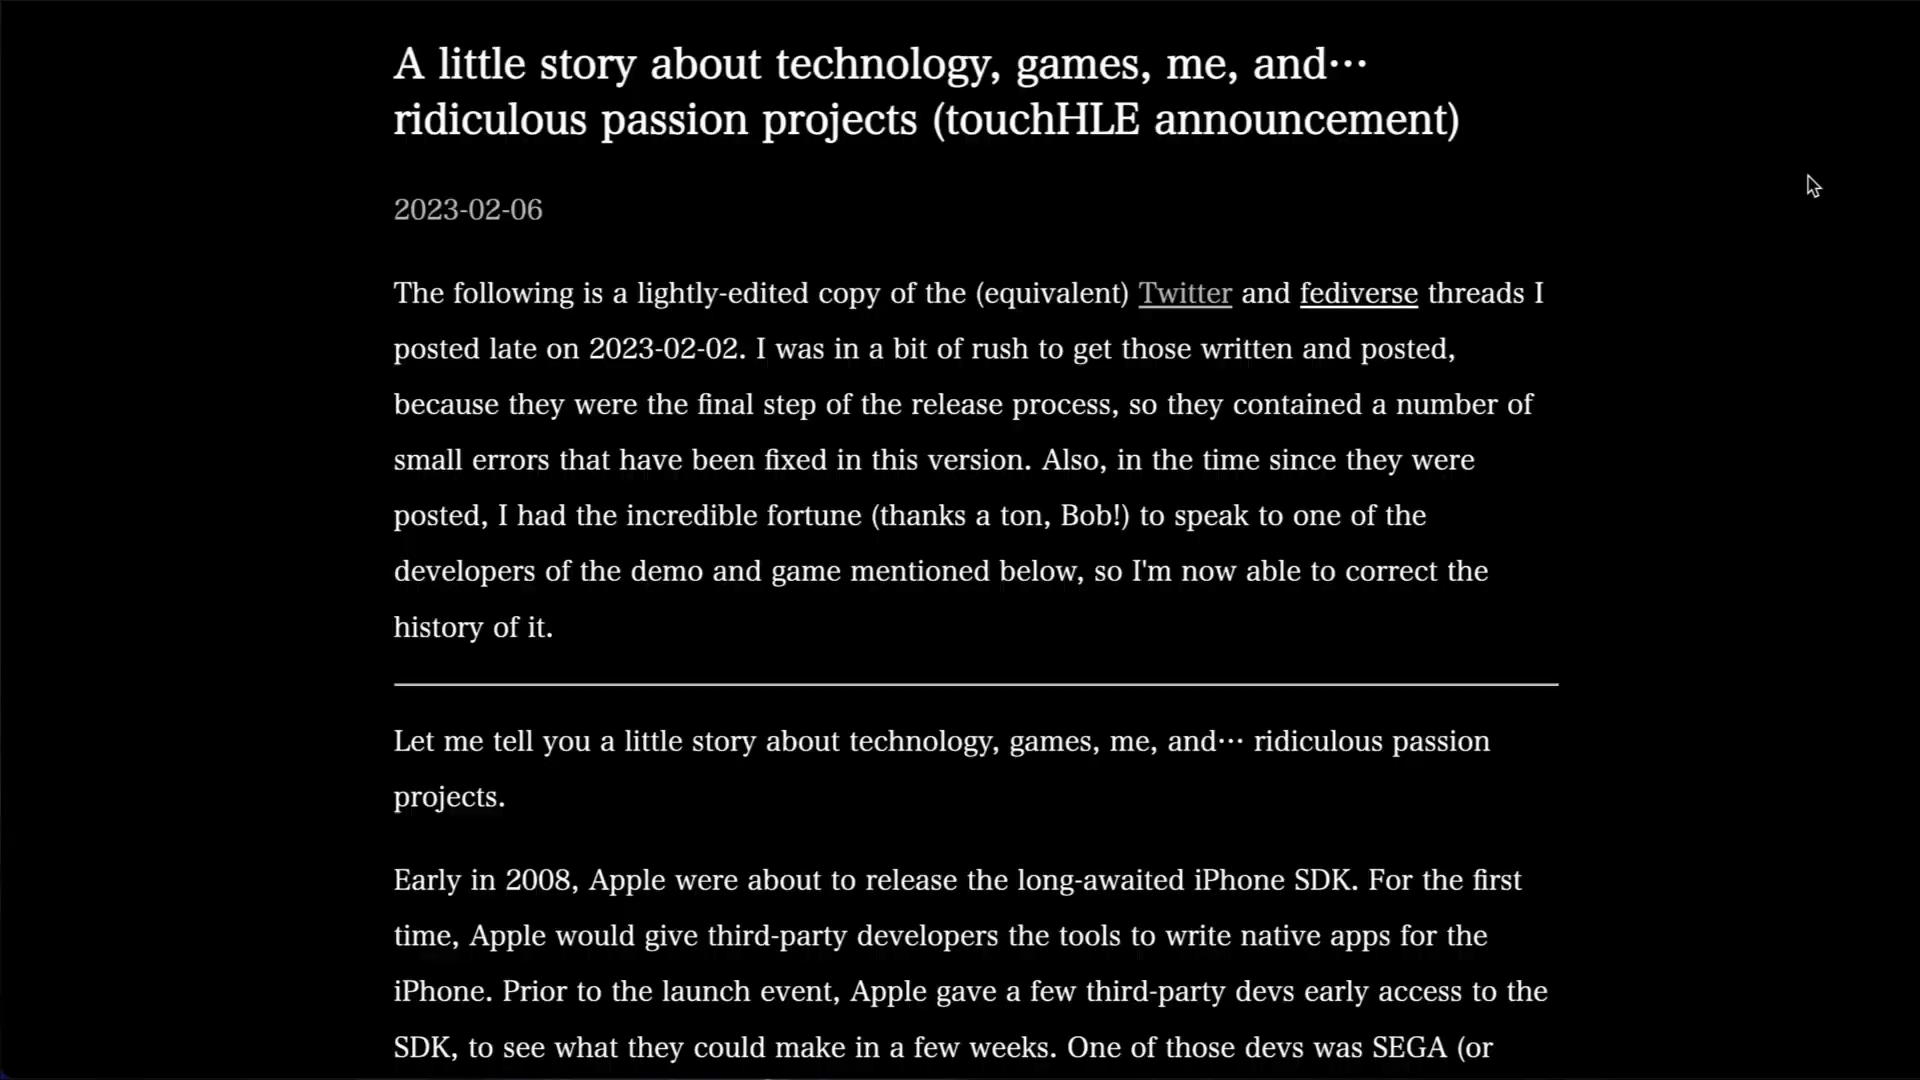 A little story about technology, games, me, and…
ridiculous passion projects (touchHLE announcement)
2023-02-06
The following is a lightly-edited copy of the (equivalent) Twitter and fediverse threads I
posted late on 2023-02-02. I was in a bit of rush to get those written and posted,
because they were the final step of the release process, so they contained a number of
small errors that have been fixed in this version. Also, in the time since they were
posted, I had the incredible fortune (thanks a ton, Bob!) to speak to one of the
developers of the demo and game mentioned below, so I'm now able to correct the
history of it.
Let me tell you a little story about technology, games, me, and… ridiculous passion
projects.
Early in 2008, Apple were about to release the long-awaited iPhone SDK. For the first
time, Apple would give third-party developers the tools to write native apps for the
iPhone. Prior to the launch event, Apple gave a few third-party devs early access to the
SDK, to see what they could make in a few weeks. One of those devs was SEGA (or